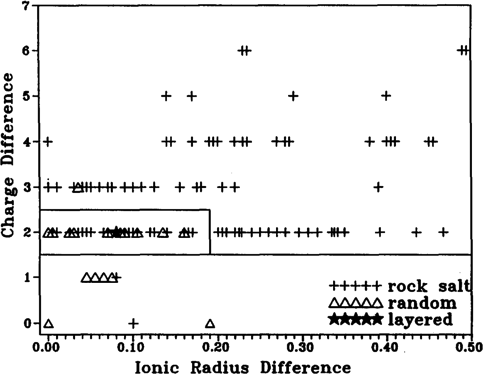 7
6
5
4
3
2
1
0
Charge Difference
+++++ rock salt
△△△△△ random
★★★★★ layered
0.00 0.10 0.20 0.30 0.40 0.50
Ionic Radius Difference